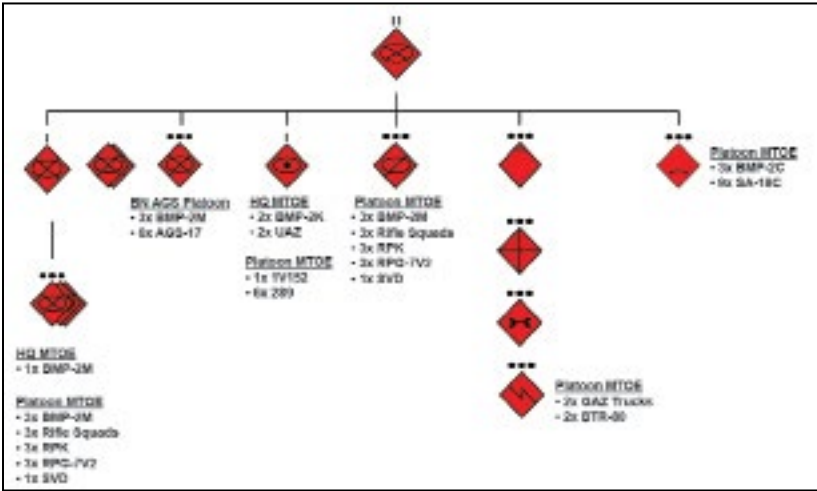 Platoon MTOE
• 3x BMP-2C
• 9x SA-18C
BN AGS Platoon
• 3x BMP-2M
• 6x AGS-17
HQ MTOE
• 2x BMP-2K
• 2x UAZ
Platoon MTOE
• 1x 1V152
• 6x 2B9
Platoon MTOE
• 3x BMP-2M
• 3x Rifle Squads
• 3x RPK
• 3x RPG-7V2
• 1x SVD
HQ MTOE
• 1x BMP-2M
Platoon MTOE
• 3x BMP-2M
• 3x Rifle Squads
• 3x RPK
• 3x RPG-7V2
• 1x SVD
Platoon MTOE
• 2x GAZ Trucks
• 2x BTR-80